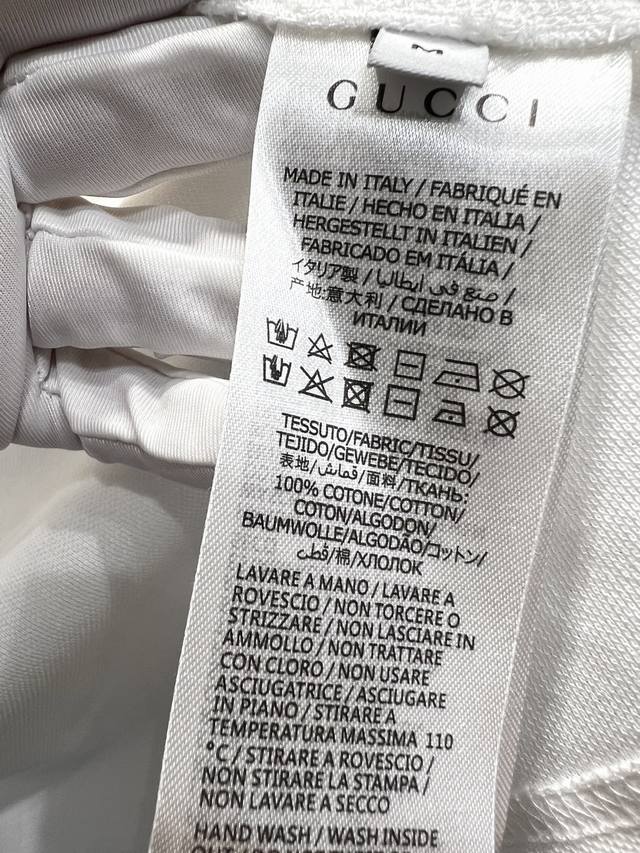 M
GUCCI
MADE IN ITALY / FABRIQUÉ EN
ITALIE / HECHO EN ITALIA /
HERGESTELLT IN ITALIEN /
FABRICADO EM ITÁLIA /
イタリア製 / صنع في ايطاليا /
产地:意大利 / СДЕЛАНО В
ИТАЛИИ
TESSUTO/FABRIC/TISSU/
TEJIDO/GEWEBE/TECIDO/
表地/قماش/面料/ТКАНЬ:
100% COTONE/COTTON/
COTON/ALGODON/
BAUMWOLLE/ALGODÃO/コットン/
قطن/棉/ХЛОПОК
LAVARE A MANO / LAVARE A
ROVESCIO / NON TORCERE O
STRIZZARE / NON LASCIARE IN
AMMOLLO / NON TRATTARE
CON CLORO / NON USARE
ASCIUGATRICE / ASCIUGARE
IN PIANO / STIRARE A
TEMPERATURA MASSIMA 110
°C / STIRARE A ROVESCIO /
NON STIRARE LA STAMPA /
NON LAVARE A SECCO
HAND WASH / WASH INSIDE